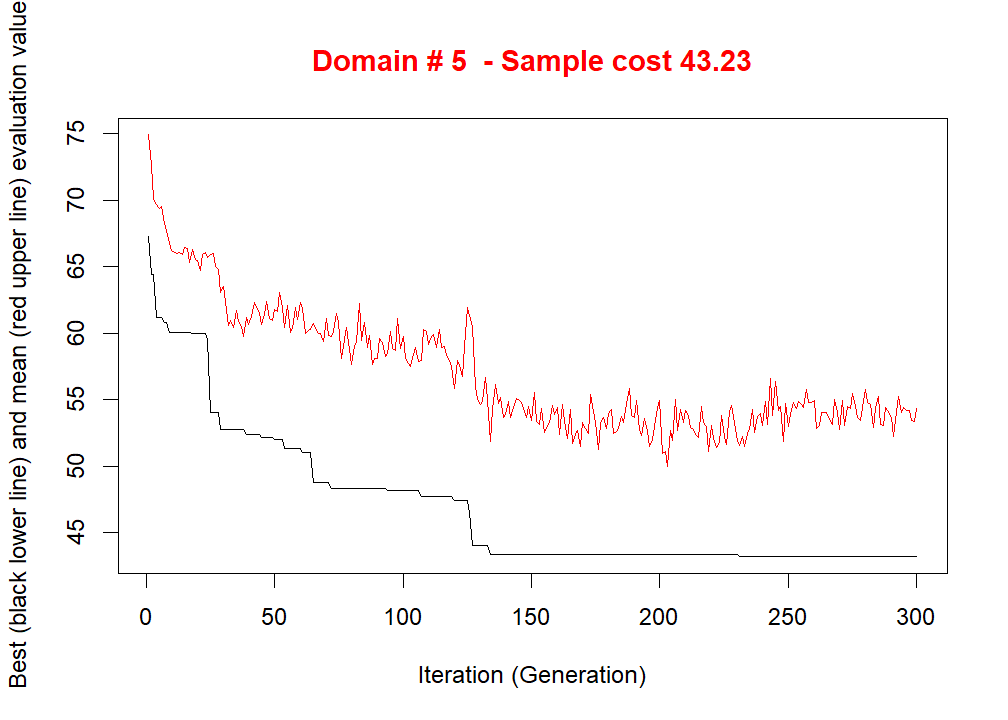 Domain # 5  - Sample cost 43.23
Best (black lower line) and mean (red upper line) evaluation value
75
70
65
60
55
50
45
0 50 100 150 200 250 300
Iteration (Generation)